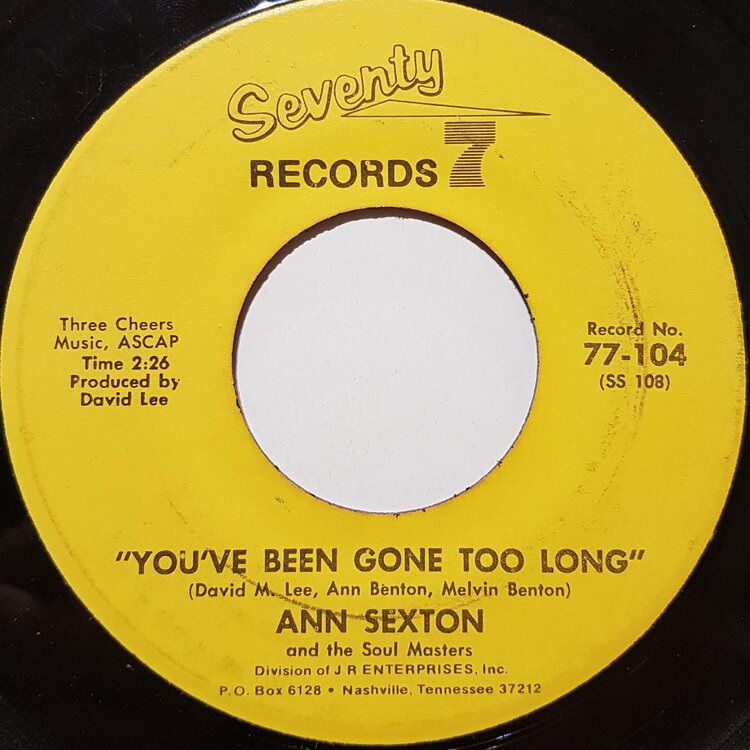 Seventy 7
RECORDS
Three Cheers
Music, ASCAP
Time 2:26
Produced by
David Lee
Record No.
77-104
(SS 108)
"YOU'VE BEEN GONE TOO LONG"
(David M. Lee, Ann Benton, Melvin Benton)
ANN SEXTON
and the Soul Masters
Division of J R ENTERPRISES, Inc.
P.O. Box 6128 • Nashville, Tennessee 37212